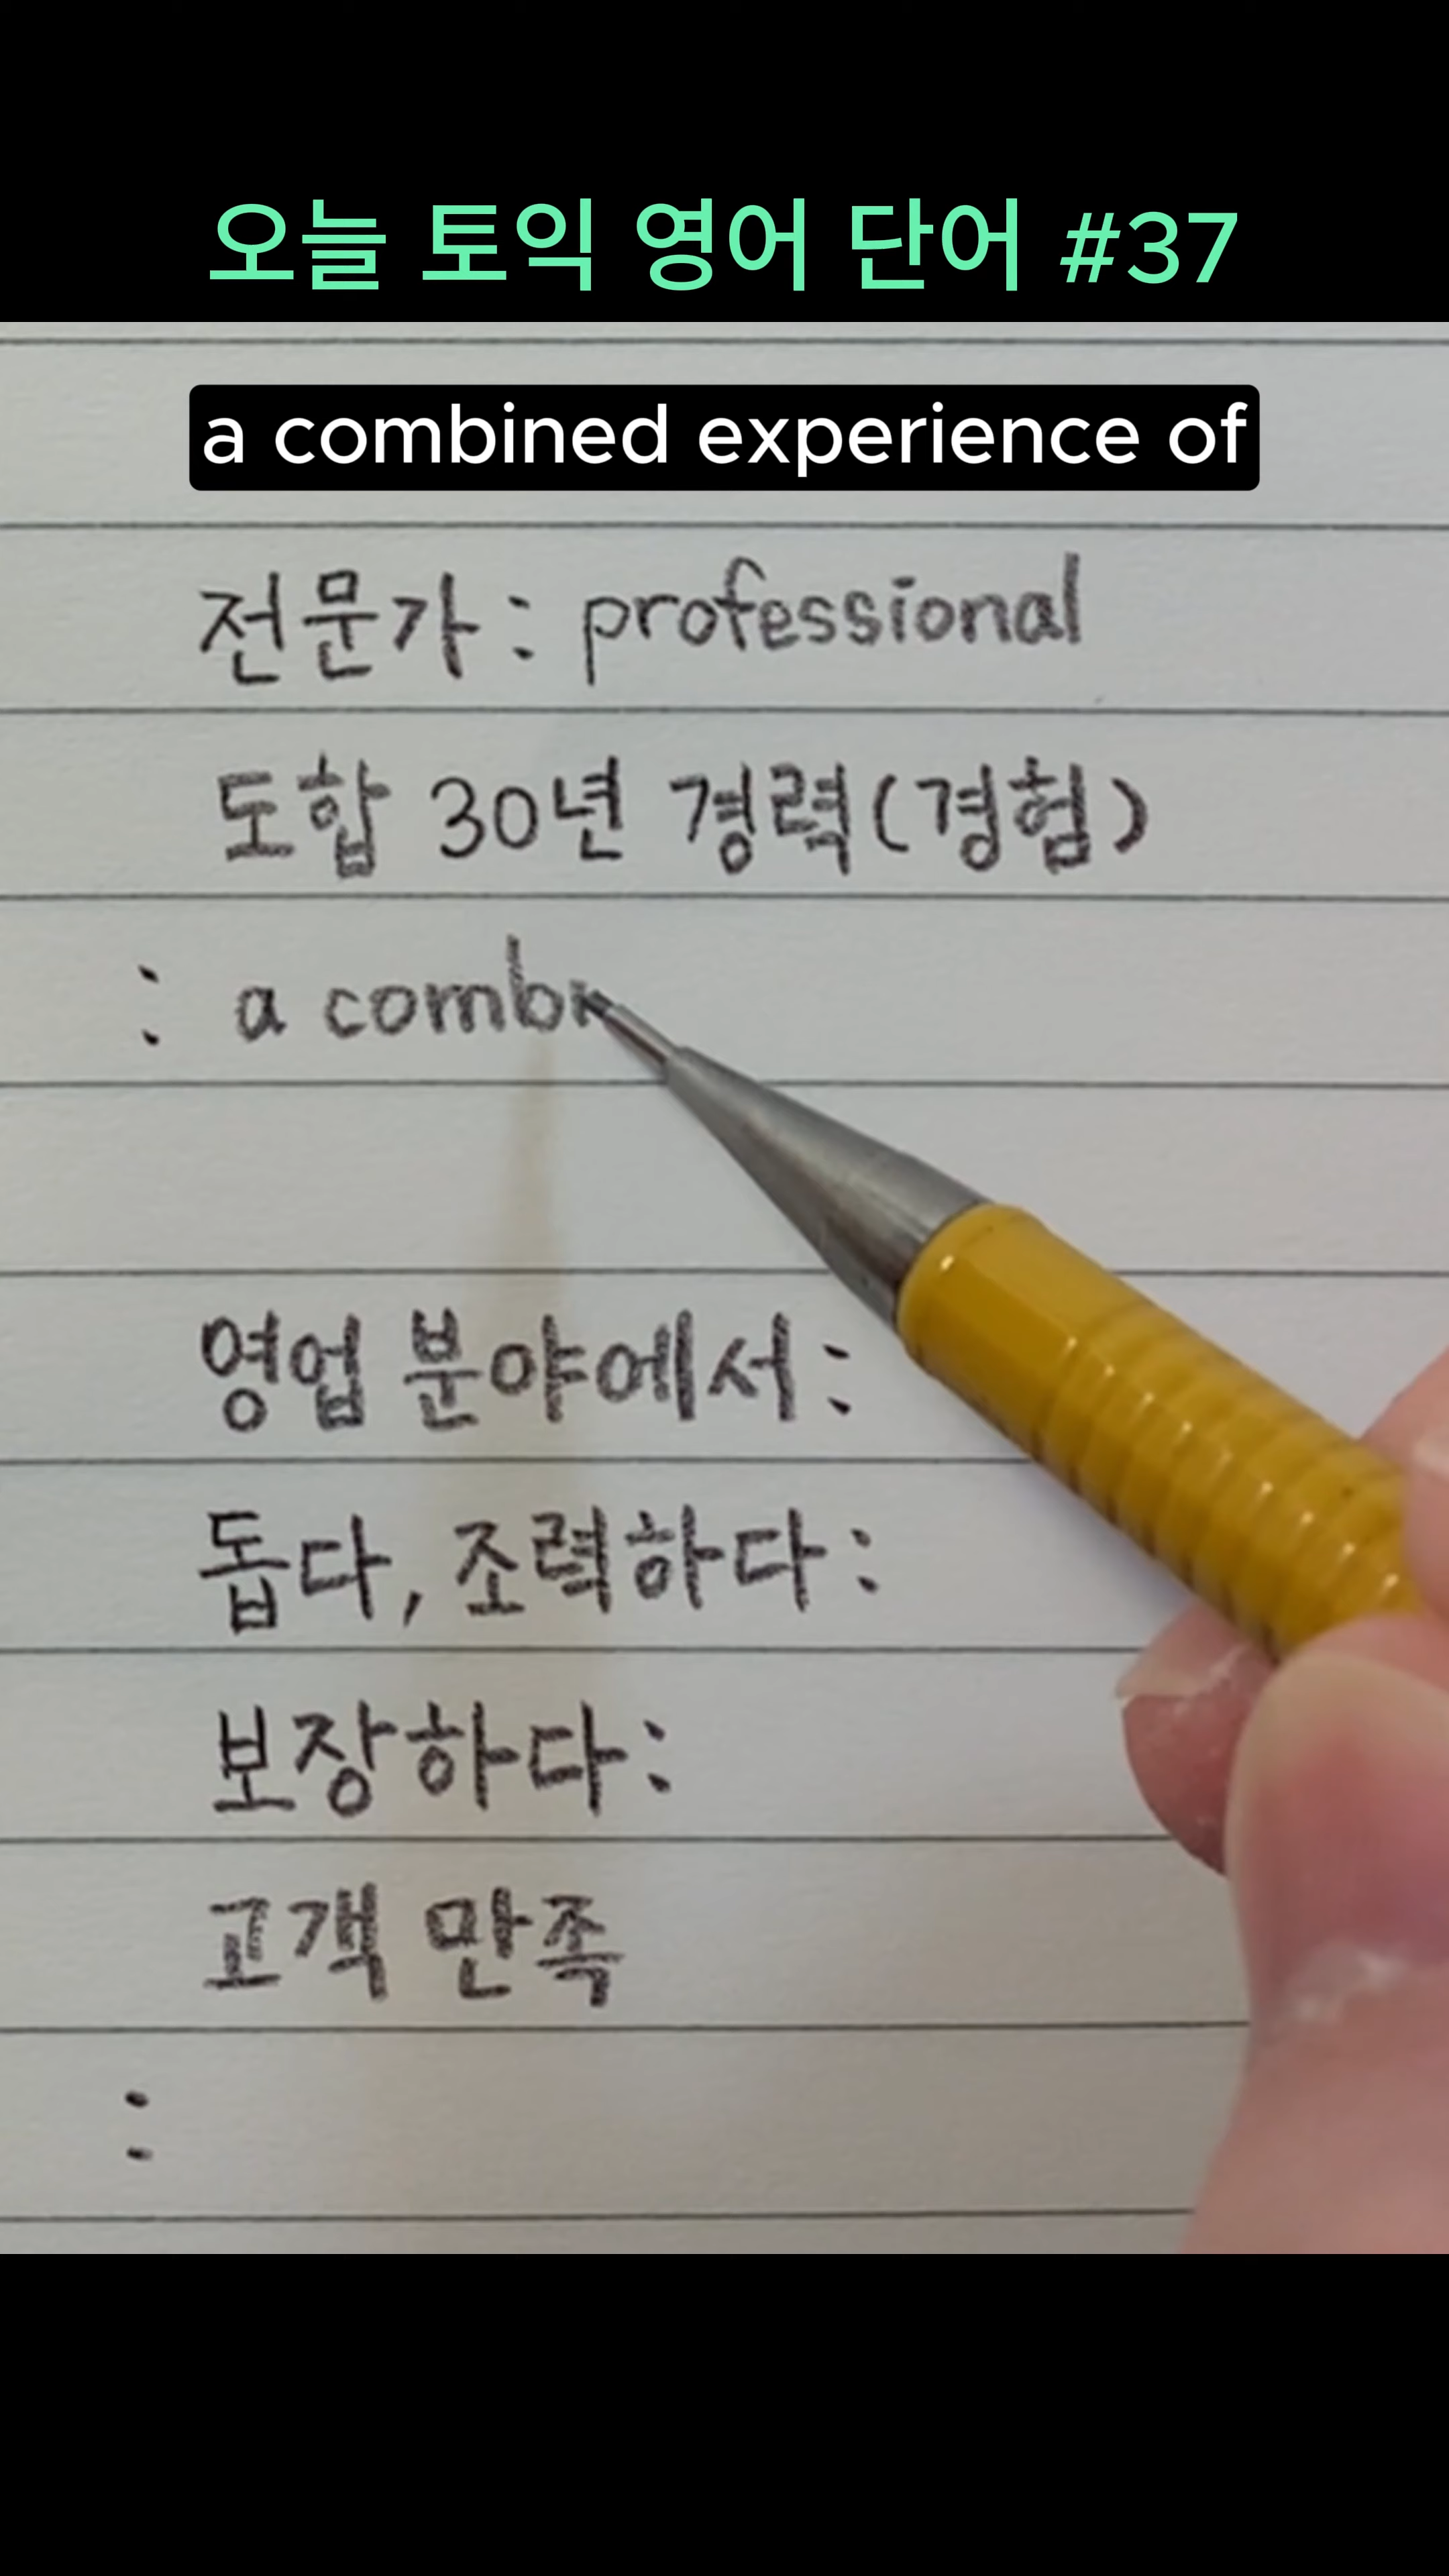 오늘 토익 영어 단어 #37
a combined experience of
전문가 : professional
도합 30년 경력(경험)
: a comb
영업 분야에서 :
돕다, 조력하다 :
보장하다 :
고객 만족
: